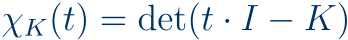 χ_K(t) = det(t · I − K)